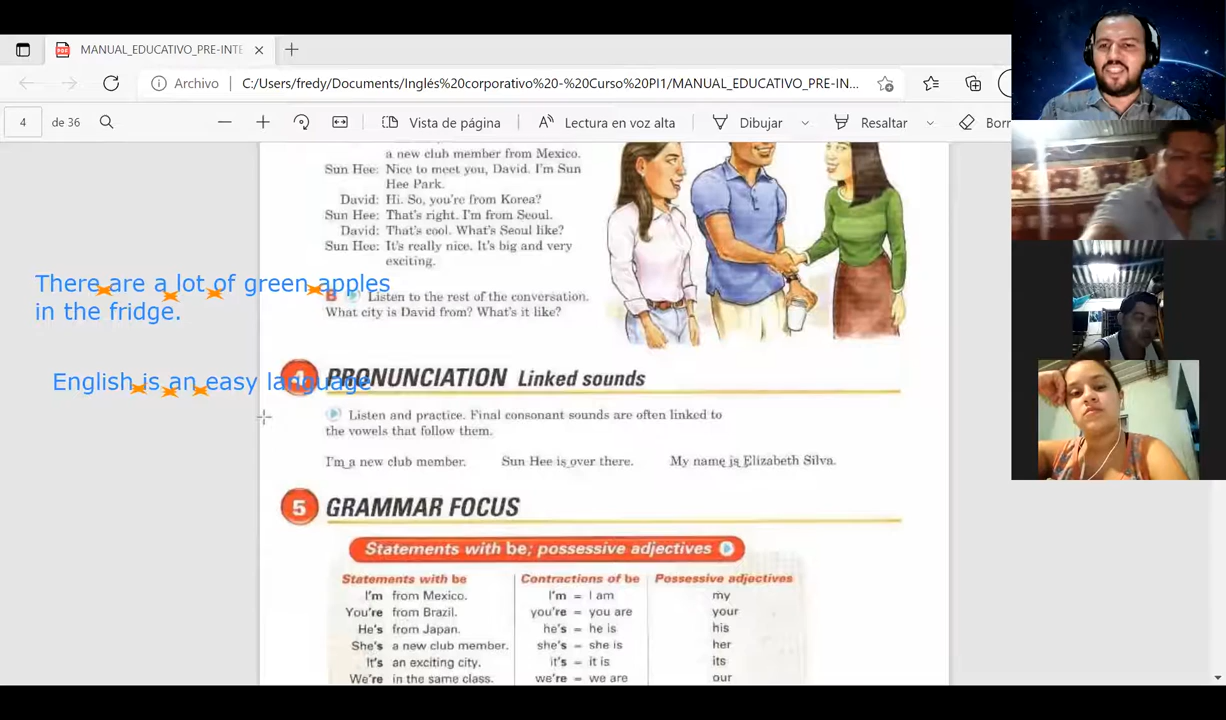 MANUAL_EDUCATIVO_PRE-INTE
Archivo C:/Users/fredy/Documents/Inglés%20corporativo%20-%20Curso%20PI1/MANUAL_EDUCATIVO_PRE-IN...
4 de 36 Vista de página Lectura en voz alta Dibujar Resaltar Borr
a new club member from Mexico.
Sun Hee: Nice to meet you, David. I'm Sun
Hee Park.
David: Hi. So, you're from Korea?
Sun Hee: That's right. I'm from Seoul.
David: That's cool. What's Seoul like?
Sun Hee: It's really nice. It's big and very
exciting.
There are a lot of green apples
in the fridge.
B Listen to the rest of the conversation.
What city is David from? What's it like?
English is an easy language
4 PRONUNCIATION Linked sounds
Listen and practice. Final consonant sounds are often linked to
the vowels that follow them.
I'm a new club member. Sun Hee is over there. My name is Elizabeth Silva.
5 GRAMMAR FOCUS
Statements with be; possessive adjectives
Statements with be Contractions of be Possessive adjectives
I'm from Mexico. I'm = I am my
You're from Brazil. you're = you are your
He's from Japan. he's = he is his
She's a new club member. she's = she is her
It's an exciting city. it's = it is its
We're in the same class. we're = we are our